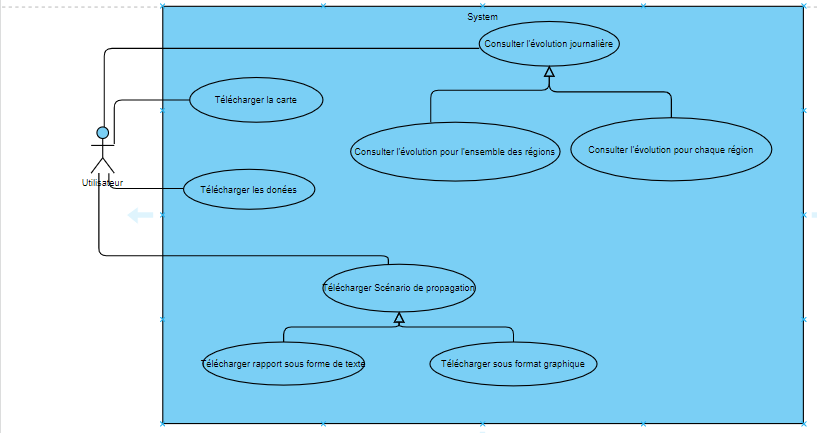 System
Consulter l'évolution journalière
Télécharger la carte
Consulter l'évolution pour l'ensemble des régions
Consulter l'évolution pour chaque région
Utilisateur
Télécharger les donées
Télécharger Scénario de propagation
Télécharger rapport sous forme de texte
Télécharger sous format graphique